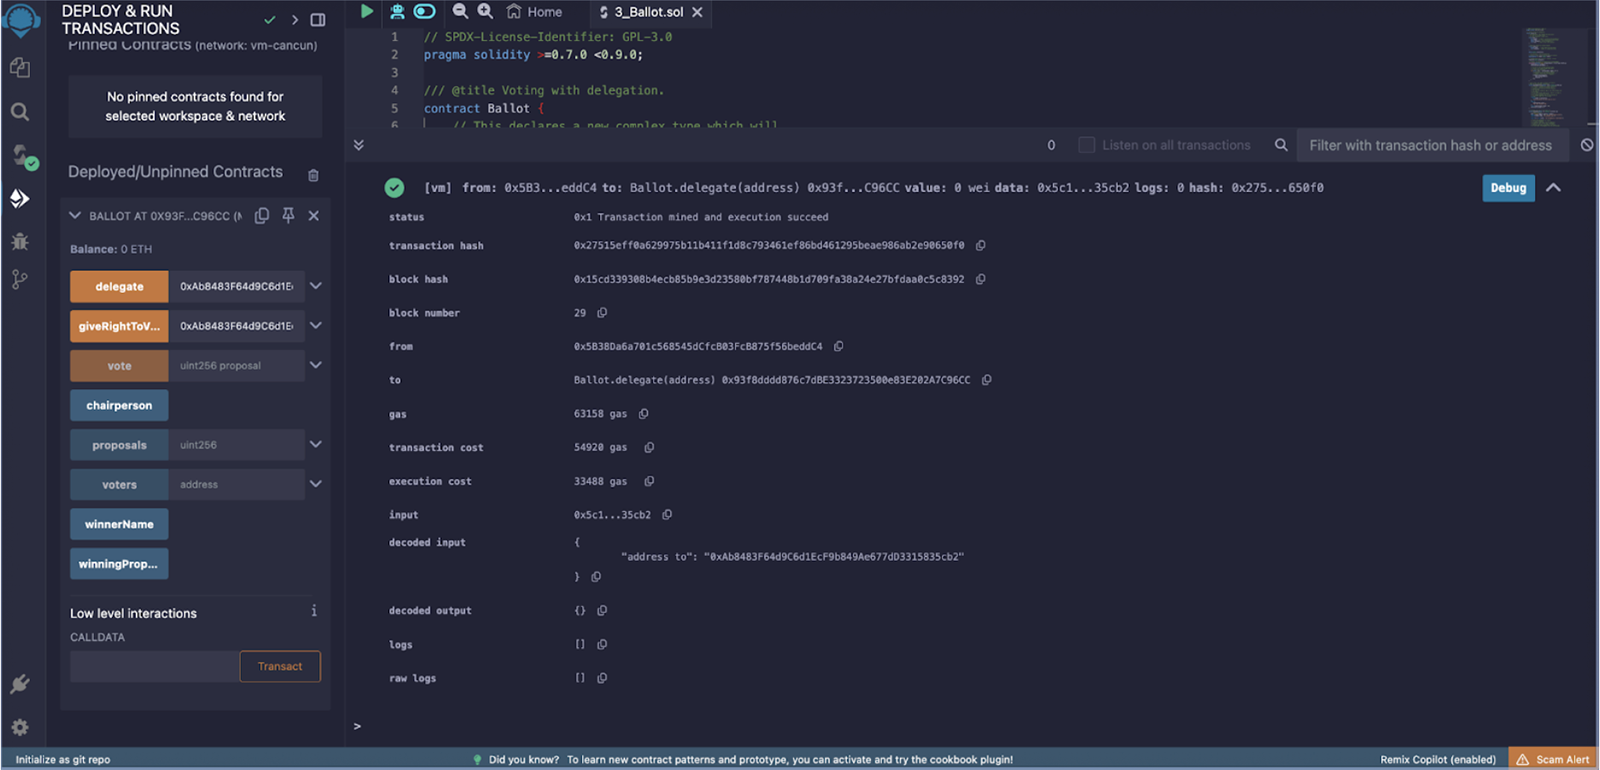 DEPLOY & RUN
TRANSACTIONS
Pinned Contracts (network: vm-cancun)
No pinned contracts found for
selected workspace & network
Deployed/Unpinned Contracts
BALLOT AT 0X93F...C96CC (M
Balance: 0 ETH
delegate 0xAb8483F64d9C6d1E
giveRightToV... 0xAb8483F64d9C6d1E
vote uint256 proposal
chairperson
proposals uint256
voters address
winnerName
winningProp...
Low level interactions i
CALLDATA
Transact
Home 3_Ballot.sol
1 // SPDX-License-Identifier: GPL-3.0
2 pragma solidity >=0.7.0 <0.9.0;
3
4 /// @title Voting with delegation.
5 contract Ballot {
6 // This declares a new complex type which will
0 Listen on all transactions Filter with transaction hash or address
[vm] from: 0x5B3...eddC4 to: Ballot.delegate(address) 0x93f...C96CC value: 0 wei data: 0x5c1...35cb2 logs: 0 hash: 0x275...650f0 Debug
status 0x1 Transaction mined and execution succeed
transaction hash 0x27515eff0a629975b11b411f1d8c793461ef86bd461295beae986ab2e90650f0
block hash 0x15cd339308b4ecb85b9e3d23580bf787448b1d709fa38a24e27bfdaa0c5c8392
block number 29
from 0x5B38Da6a701c568545dCfcB03FcB875f56beddC4
to Ballot.delegate(address) 0x93f8dddd876c7dBE3323723500e83E202A7C96CC
gas 63158 gas
transaction cost 54920 gas
execution cost 33488 gas
input 0x5c1...35cb2
decoded input {
"address to": "0xAb8483F64d9C6d1EcF9b849Ae677dD3315835cb2"
}
decoded output {}
logs []
raw logs []
>
Initialize as git repo Did you know? To learn new contract patterns and prototype, you can activate and try the cookbook plugin! Remix Copilot (enabled) Scam Alert